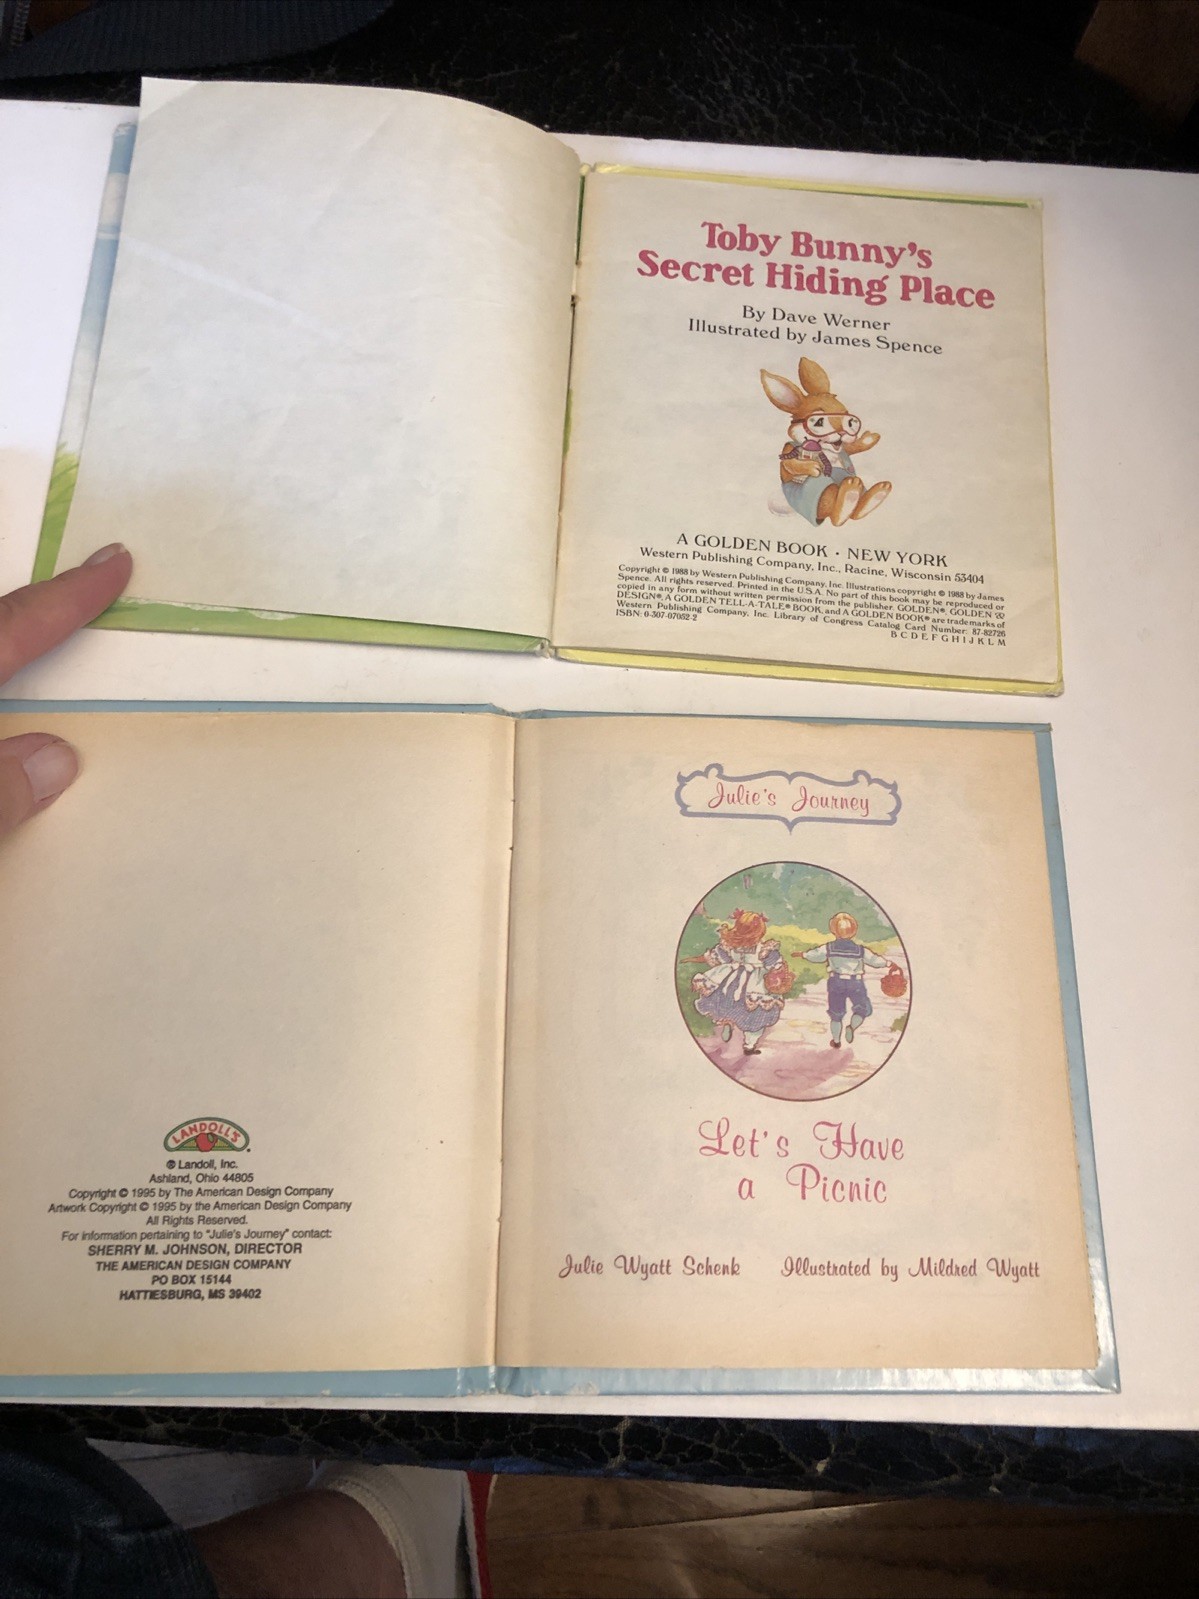 Toby Bunny's
Secret Hiding Place
By Dave Werner
Illustrated by James Spence
A GOLDEN BOOK • NEW YORK
Western Publishing Company, Inc., Racine, Wisconsin 53404
Copyright © 1988 by Western Publishing Company, Inc. Illustrations copyright © 1988 by James
Spence. All rights reserved. Printed in the U.S.A. No part of this book may be reproduced or
copied in any form without written permission from the publisher. GOLDEN®, GOLDEN &
DESIGN®, A GOLDEN TELL-A-TALE® BOOK, and A GOLDEN BOOK® are trademarks of
Western Publishing Company, Inc. Library of Congress Catalog Card Number: 87-82726
ISBN: 0-307-07052-2
B C D E F G H I J K L M
Julie's Journey
Let's Have
a Picnic
Julie Wyatt Schenk Illustrated by Mildred Wyatt
LANDOLL'S
® Landoll, Inc.
Ashland, Ohio 44805
Copyright © 1995 by The American Design Company
Artwork Copyright © 1995 by the American Design Company
All Rights Reserved.
For information pertaining to "Julie's Journey" contact:
SHERRY M. JOHNSON, DIRECTOR
THE AMERICAN DESIGN COMPANY
PO BOX 15144
HATTIESBURG, MS 39402